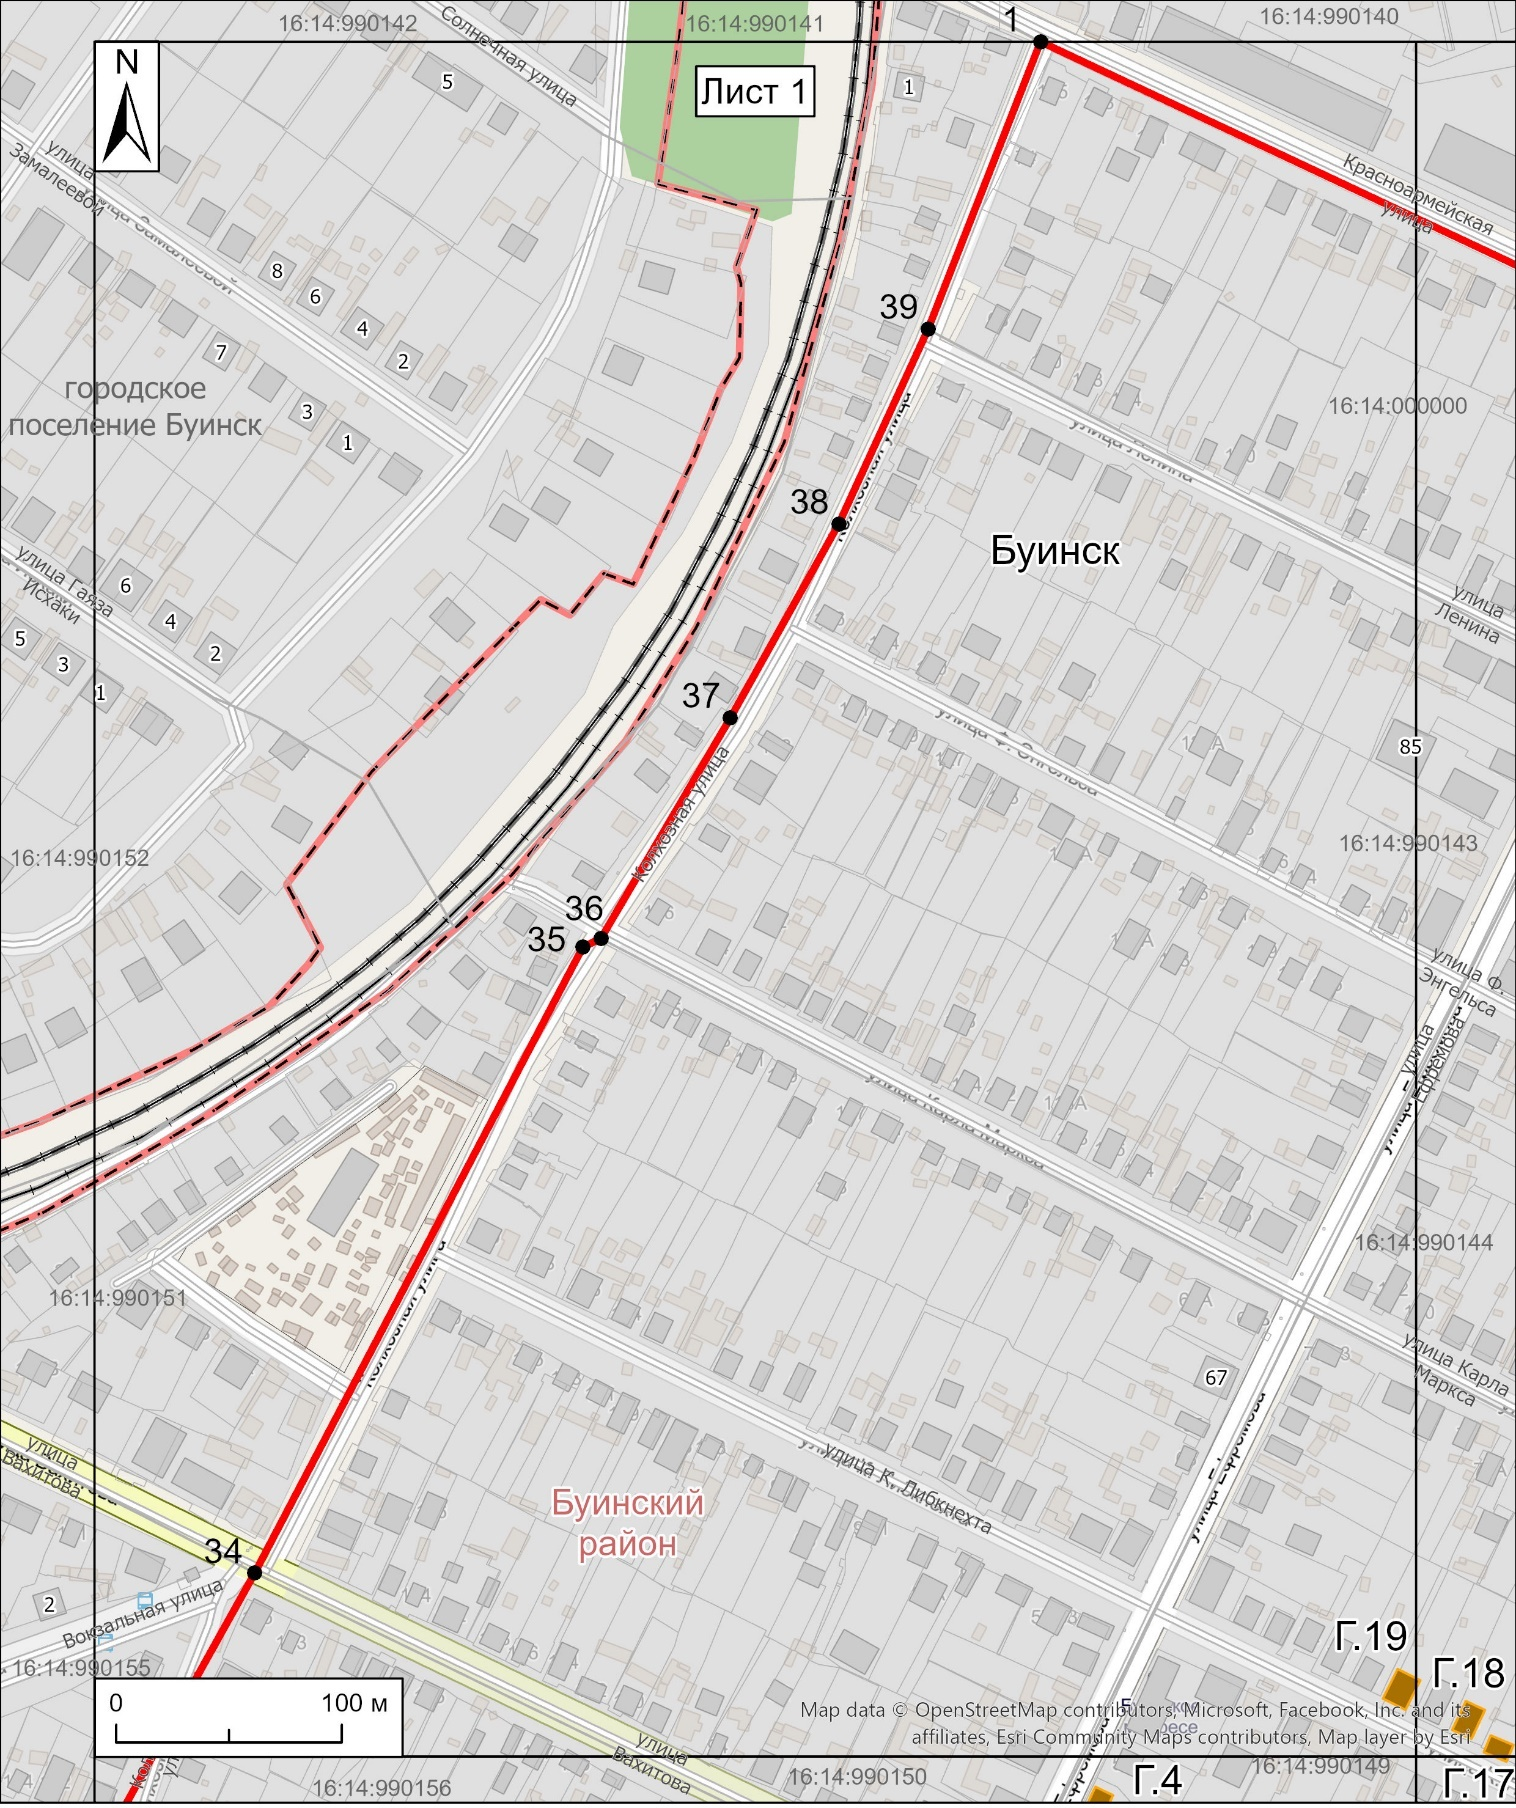 16:14:990142
Солнечная улица
16:14:990141
1
16:14:990140
N
5
Лист 1
1
улица
Замалеевой
Красноармейская
улица
8
6
4
2
7
3
1
39
городское
поселение Буинск
16:14:000000
улица Ленина
Колхозная улица
38
Буинск
улица Гаяза
Исхаки
6
4
2
5
3
1
улица
Ленина
37
улица Ф. Энгельса
85
Колхозная улица
16:14:990152
16:14:990143
36
35
улица Ф.
Энгельса
улица
Ефремова
улица Карла Маркса
16:14:990144
16:14:990151
Колхозная улица
67
улица Карла
Маркса
улица Ефремова
улица
Вахитова
улица К. Либкнехта
Буинский
район
34
2
Вокзальная улица
16:14:990155
Г.19
Г.18
0 100 м
Map data © OpenStreetMap contributors, Microsoft, Facebook, Inc. and its
affiliates, Esri Community Maps contributors, Map layer by Esri
улица
Вахитова
16:14:990156
16:14:990150
Г.4
16:14:990149
Г.17